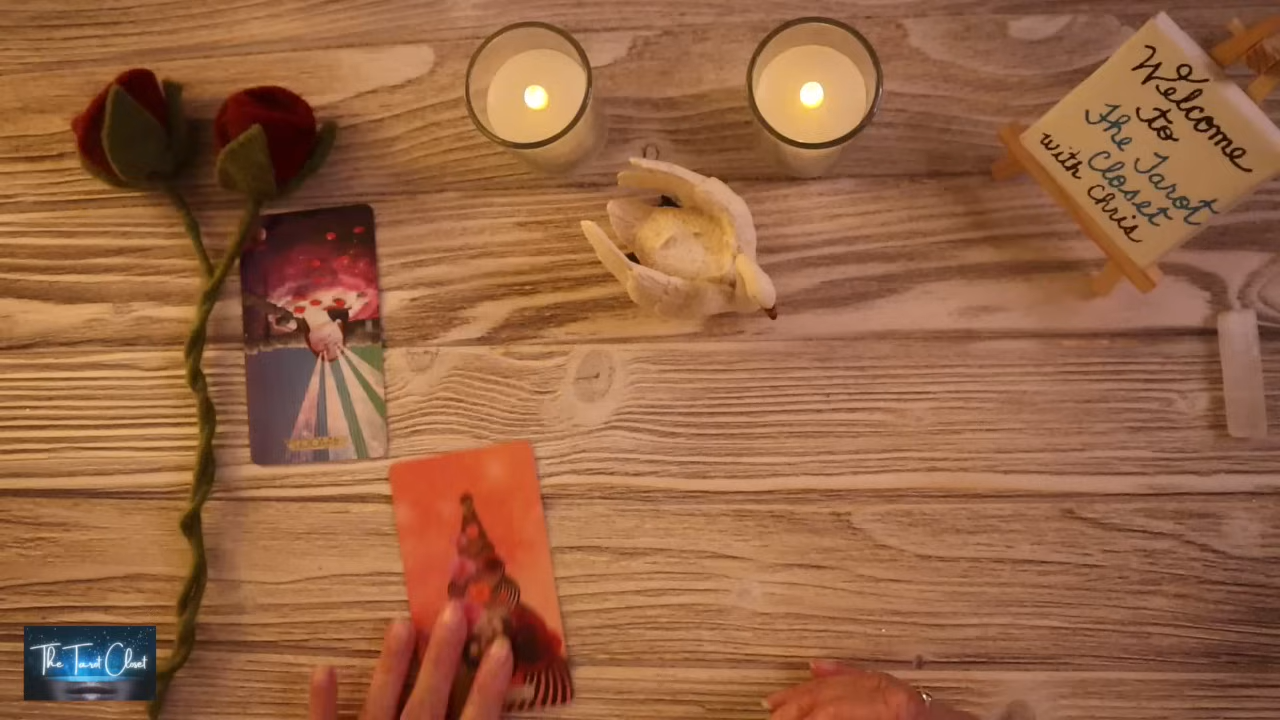 Welcome
to
The Tarot
Closet
with Chris
The Tarot Closet